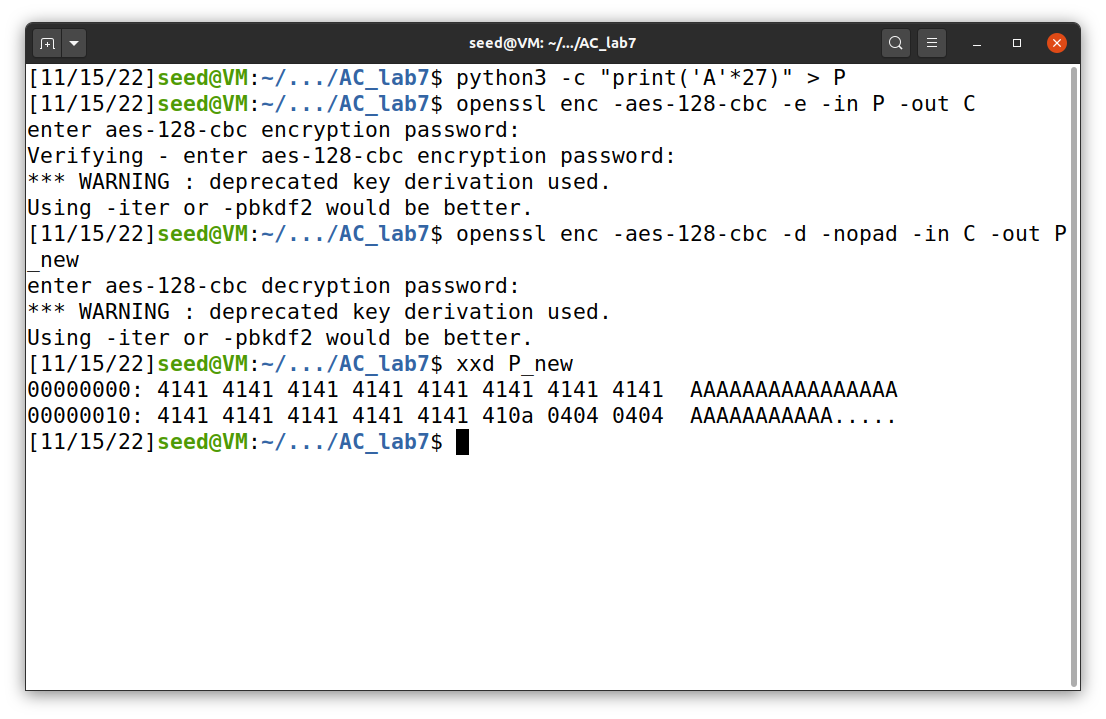 seed@VM: ~/.../AC_lab7
[11/15/22]seed@VM:~/.../AC_lab7$ python3 -c "print('A'*27)" > P
[11/15/22]seed@VM:~/.../AC_lab7$ openssl enc -aes-128-cbc -e -in P -out C
enter aes-128-cbc encryption password:
Verifying - enter aes-128-cbc encryption password:
*** WARNING : deprecated key derivation used.
Using -iter or -pbkdf2 would be better.
[11/15/22]seed@VM:~/.../AC_lab7$ openssl enc -aes-128-cbc -d -nopad -in C -out P
_new
enter aes-128-cbc decryption password:
*** WARNING : deprecated key derivation used.
Using -iter or -pbkdf2 would be better.
[11/15/22]seed@VM:~/.../AC_lab7$ xxd P_new
00000000: 4141 4141 4141 4141 4141 4141 4141 4141  AAAAAAAAAAAAAAAA
00000010: 4141 4141 4141 4141 4141 410a 0404 0404  AAAAAAAAAAA.....
[11/15/22]seed@VM:~/.../AC_lab7$